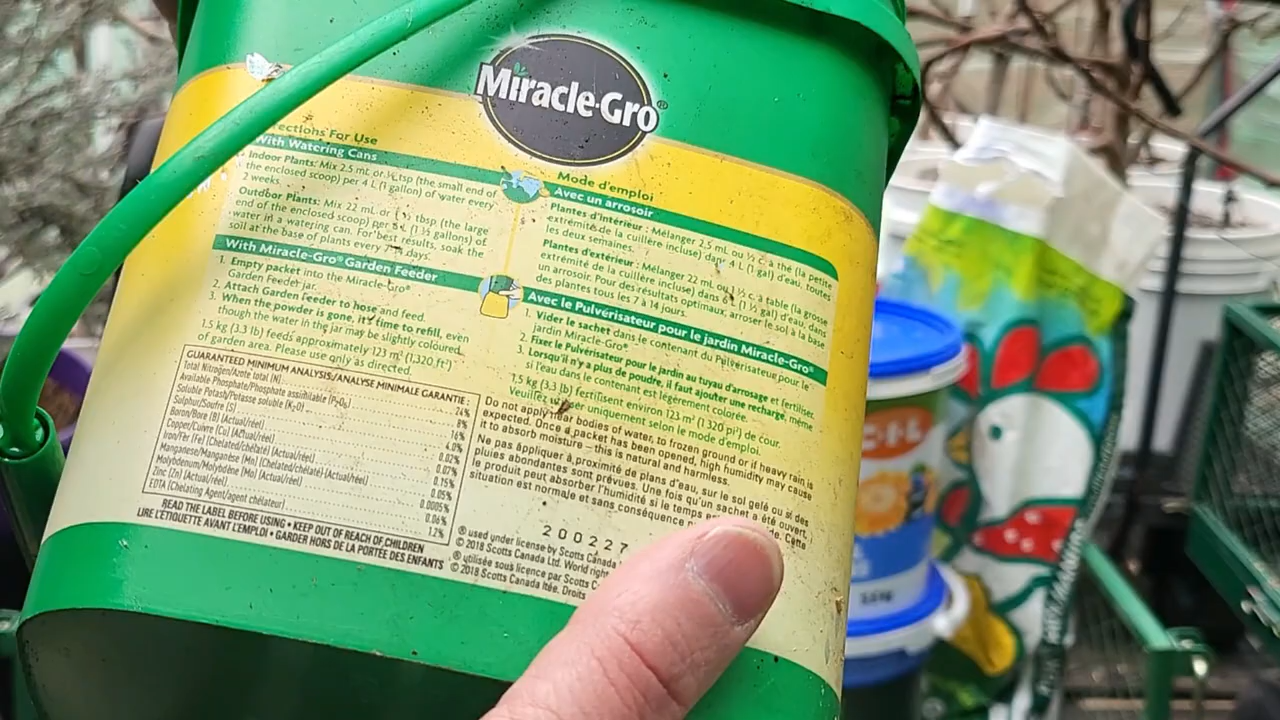 Miracle-Gro®
ections For Use
With Watering Cans
Indoor Plants: Mix 2.5 mL or ½ tsp (the small end of
the enclosed scoop) per 4 L (1 gallon) of water every
2 weeks.
Outdoor Plants: Mix 22 mL or (1½ tbsp (the large
end of the enclosed scoop) per L (1½ gallons) of
water in a watering can. For best results, soak the
soil at the base of plants every 7 days.
With Miracle-Gro® Garden Feeder
1. Empty packet into the Miracle-Gro®
Garden Feeder jar.
2. Attach Garden Feeder to hose and feed.
3. When the powder is gone, it's time to refill, even
though the water in the jar may be slightly coloured.
1.5 kg (3.3 lb) feeds approximately 123 m² (1,320 ft²)
of garden area. Please use only as directed.
GUARANTEED MINIMUM ANALYSIS:/ANALYSE MINIMALE GARANTIE :
Total Nitrogen/Azote total (N) 24%
Available Phosphate/Phosphate assimilable (P₂O₅) 8%
Soluble Potash/Potasse soluble (K₂O) 16%
Sulphur/Soufre (S) 4.0%
Boron/Bore (B) (Actual/réel) 0.02%
Copper/Cuivre (Cu) (Actual/réel) 0.07%
Iron/Fer (Fe) (Chelated/chélaté) (Actual/réel) 0.15%
Manganese/Manganèse (Mn) (Chelated/chélaté) (Actual/réel) 0.05%
Molybdenum/Molybdène (Mo) (Actual/réel) 0.0005%
Zinc (Zn) (Actual/réel) 0.06%
EDTA (Chelating Agent/agent chélateur) 1.2%
READ THE LABEL BEFORE USING • KEEP OUT OF REACH OF CHILDREN
LIRE L'ÉTIQUETTE AVANT L'EMPLOI • GARDER HORS DE LA PORTÉE DES ENFANTS
Mode d'emploi
Avec un arrosoir
Plantes d'intérieur : Mélanger 2,5 mL ou ½ c. à thé (la petite
extrémité de la cuillère incluse) dans 4 L (1 gal) d'eau, toutes
les deux semaines.
Plantes d'extérieur : Mélanger 22 mL ou 1½ c. à table (la grosse
extrémité de la cuillère incluse) dans 6 L (1½ gal) d'eau, dans
un arrosoir. Pour des résultats optimaux, arroser le sol à la base
des plantes tous les 7 à 14 jours.
Avec le Pulvérisateur pour le jardin Miracle-Gro®
1. Vider le sachet dans le contenant du Pulvérisateur pour le
jardin Miracle-Gro®.
2. Fixer le Pulvérisateur pour le jardin au tuyau d'arrosage et fertiliser.
3. Lorsqu'il n'y a plus de poudre, il faut ajouter une recharge, même
si l'eau dans le contenant est légèrement colorée.
1,5 kg (3,3 lb) fertilisent environ 123 m² (1 320 pi²) de cour.
Veuillez utiliser uniquement selon le mode d'emploi.
Do not apply near bodies of water, to frozen ground or if heavy rain is
expected. Once a packet has been opened, high humidity may cause
it to absorb moisture – this is natural and harmless.
Ne pas appliquer à proximité de plans d'eau, sur le sol gelé ou si des
pluies abondantes sont prévues. Une fois qu'un sachet a été ouvert,
le produit peut absorber l'humidité si le temps e de. Cette
situation est normale et sans conséquence
200227
® used under license by Scotts Canada
© 2018 Scotts Canada Ltd. World righ
® utilisée sous licence par Scotts C
© 2018 Scotts Canada ltée. Droits
C-I-L